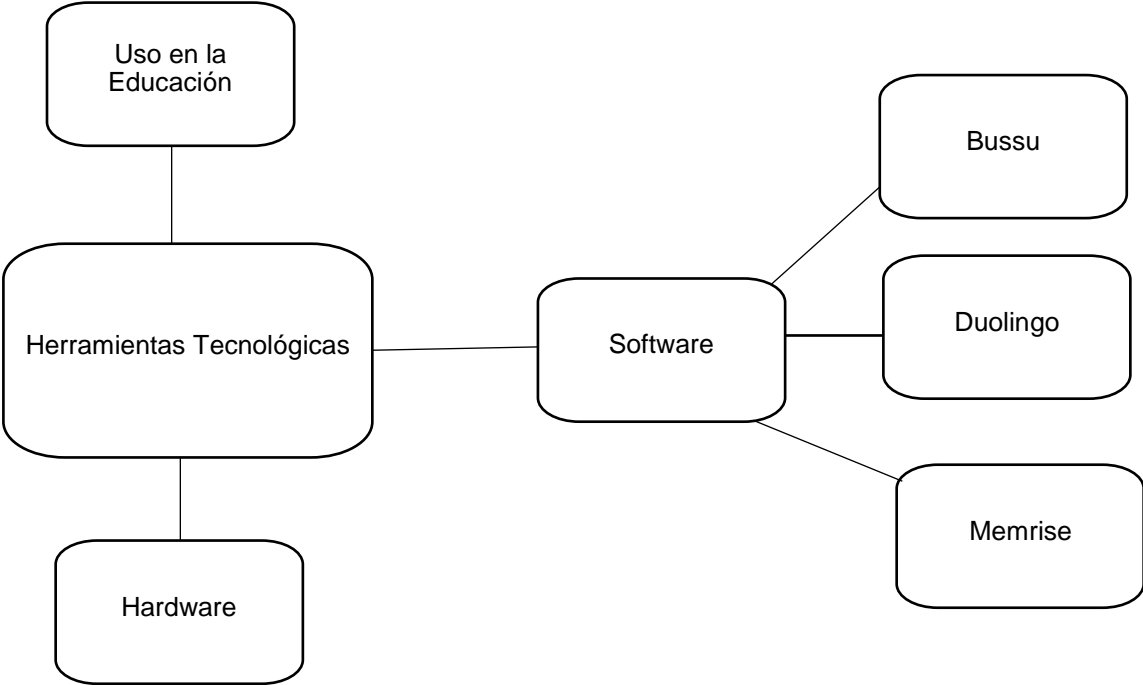 Uso en la
Educación
Bussu
Duolingo
Herramientas Tecnológicas
Software
Memrise
Hardware